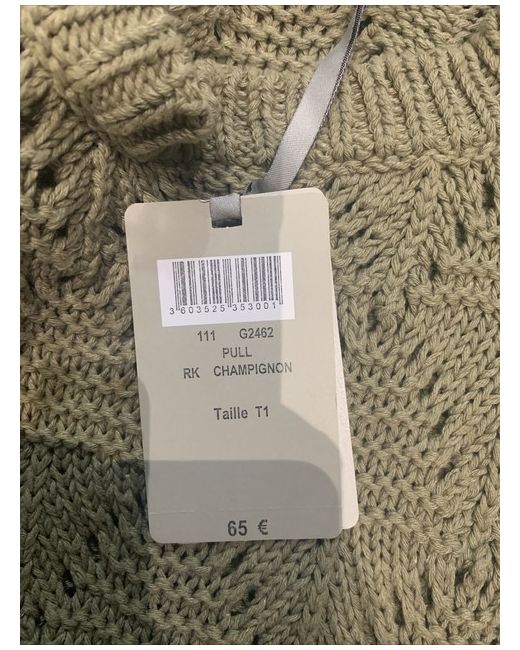 3603525353001
111 G2462
PULL
RK CHAMPIGNON
Taille T1
65 €